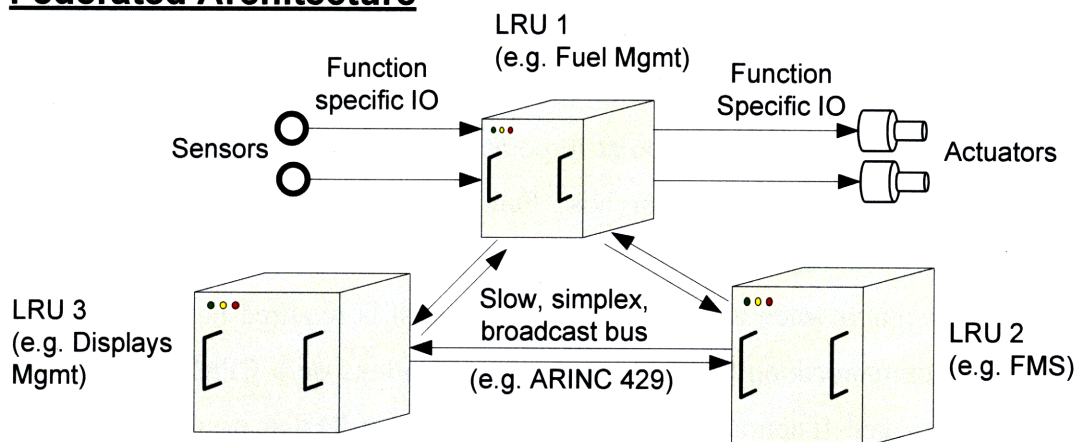 Federated Architecture
LRU 1
(e.g. Fuel Mgmt)
Function
specific IO
Function
Specific IO
Sensors
Actuators
LRU 3
(e.g. Displays
Mgmt)
Slow, simplex,
broadcast bus
(e.g. ARINC 429)
LRU 2
(e.g. FMS)